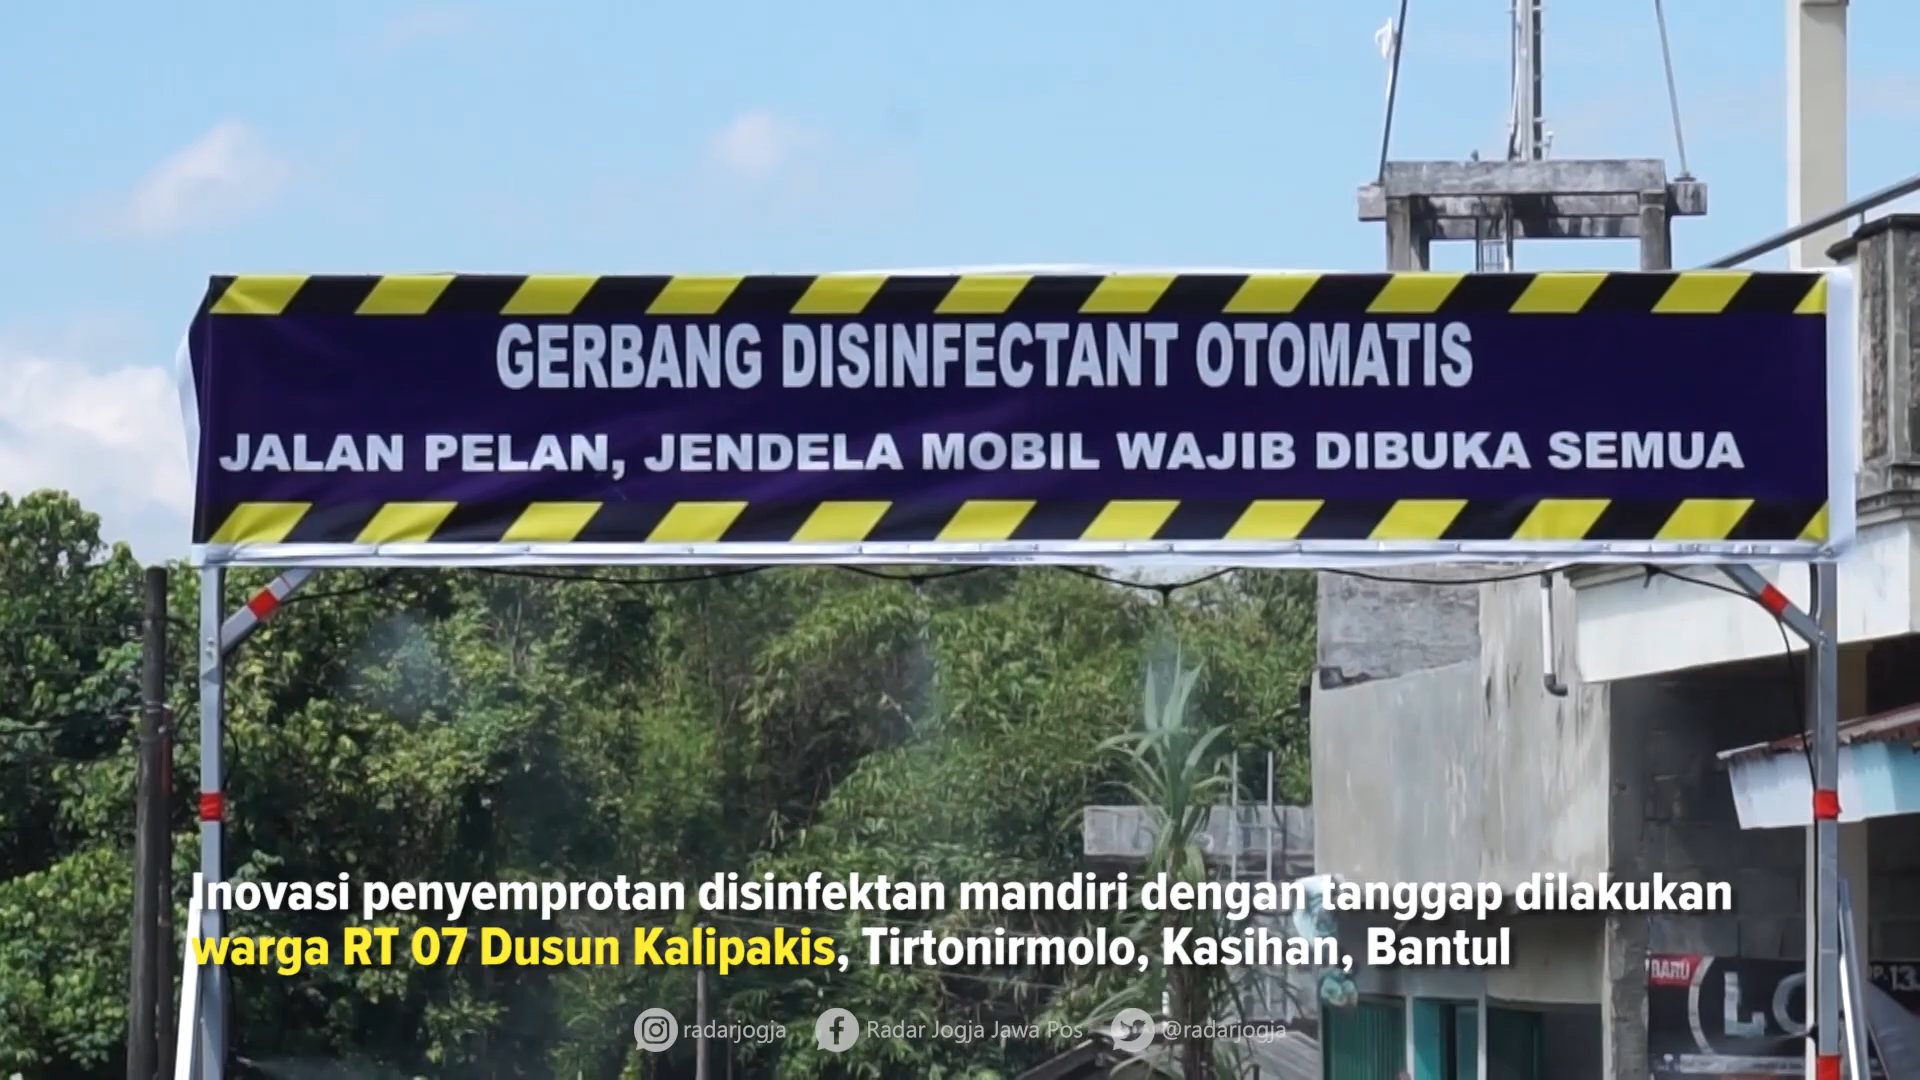 GERBANG DISINFECTANT OTOMATIS
JALAN PELAN, JENDELA MOBIL WAJIB DIBUKA SEMUA
Inovasi penyemprotan disinfektan mandiri dengan tanggap dilakukan
warga RT 07 Dusun Kalipakis, Tirtonirmolo, Kasihan, Bantul
BARU
radarjogja Radar Jogja Jawa Pos @radarjogja